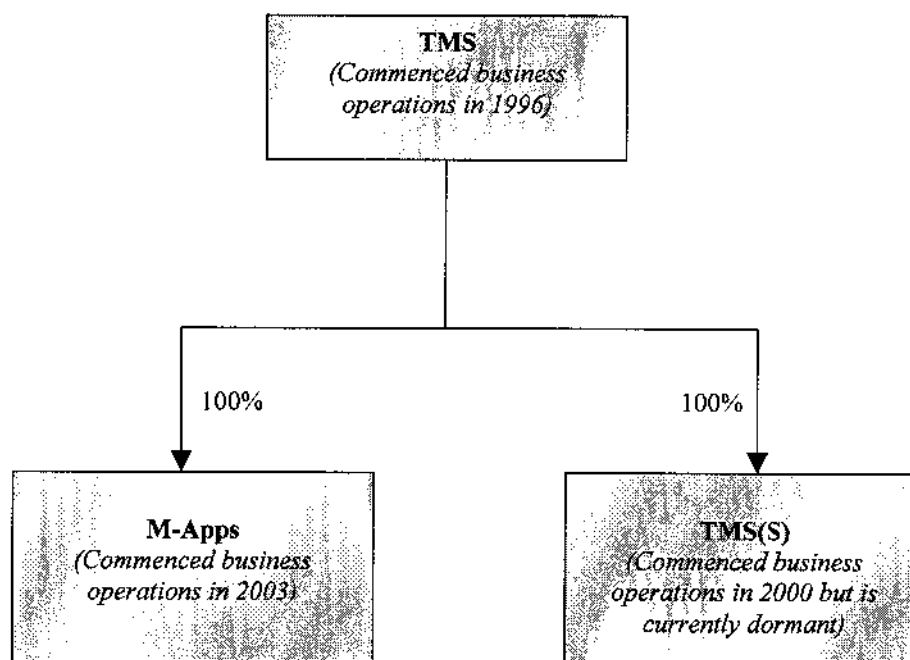 TMS
(Commenced business
operations in 1996)
100%
100%
M-Apps
(Commenced business
operations in 2003)
TMS(S)
(Commenced business
operations in 2000 but is
currently dormant)